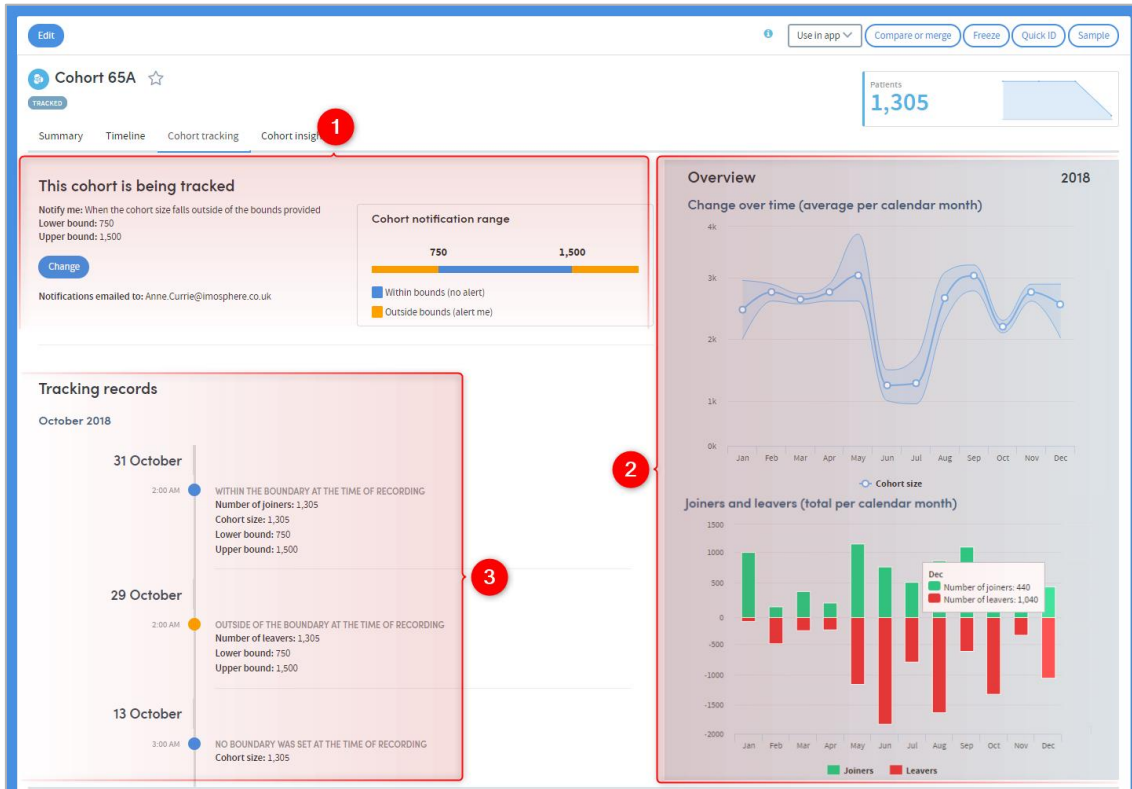 Edit
Use in app
Compare or merge
Freeze
Quick ID
Sample
Cohort 65A
TRACKED
Patients
1,305
Summary
Timeline
Cohort tracking
Cohort
1
This cohort is being tracked
Notify me: When the cohort size falls outside of the bounds provided
Lower bound: 750
Upper bound: 1,500
Change
Notifications emailed to: Anne.Currie@imosphere.co.uk
Cohort notification range
750 1,500
Within bounds (no alert)
Outside bounds (alert me)
Tracking records
October 2018
31 October
2:00 AM
WITHIN THE BOUNDARY AT THE TIME OF RECORDING
Number of joiners: 1,305
Cohort size: 1,305
Lower bound: 750
Upper bound: 1,500
29 October
2:00 AM
OUTSIDE OF THE BOUNDARY AT THE TIME OF RECORDING
Number of leavers: 1,305
Lower bound: 750
Upper bound: 1,500
13 October
3:00 AM
NO BOUNDARY WAS SET AT THE TIME OF RECORDING
Cohort size: 1,305
3
2
Overview
2018
Change over time (average per calendar month)
4k
3k
2k
1k
0k
Jan Feb Mar Apr May Jun Jul Aug Sep Oct Nov Dec
Cohort size
Joiners and leavers (total per calendar month)
1500
1000
500
0
-500
-1000
-1500
-2000
Dec
Number of joiners: 440
Number of leavers: 1,040
Jan Feb Mar Apr May Jun Jul Aug Sep Oct Nov Dec
Joiners Leavers